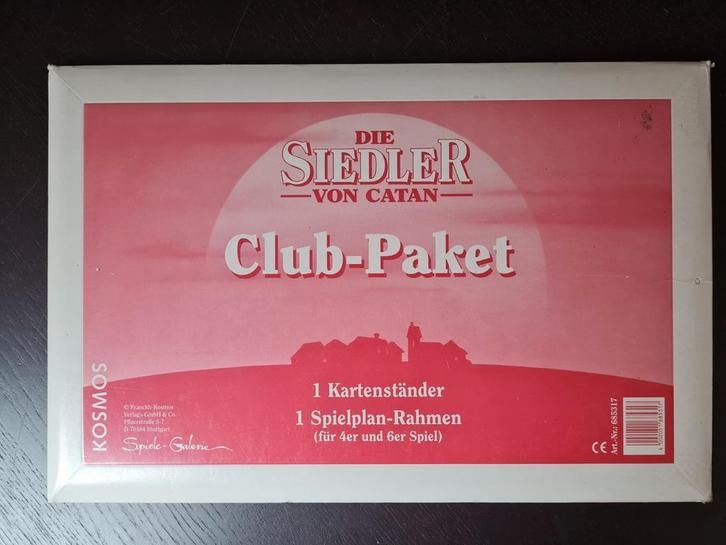 DIE
SIEDLER
VON CATAN
Club-Paket
1 Kartenständer
1 Spielplan-Rahmen
(für 4er und 6er Spiel)
KOSMOS
© Franckh-Kosmos
Verlags-GmbH & Co.
Pfizerstraße 5-7
D-70184 Stuttgart
Spiele-Galerie
CE
Art.-Nr.: 685317